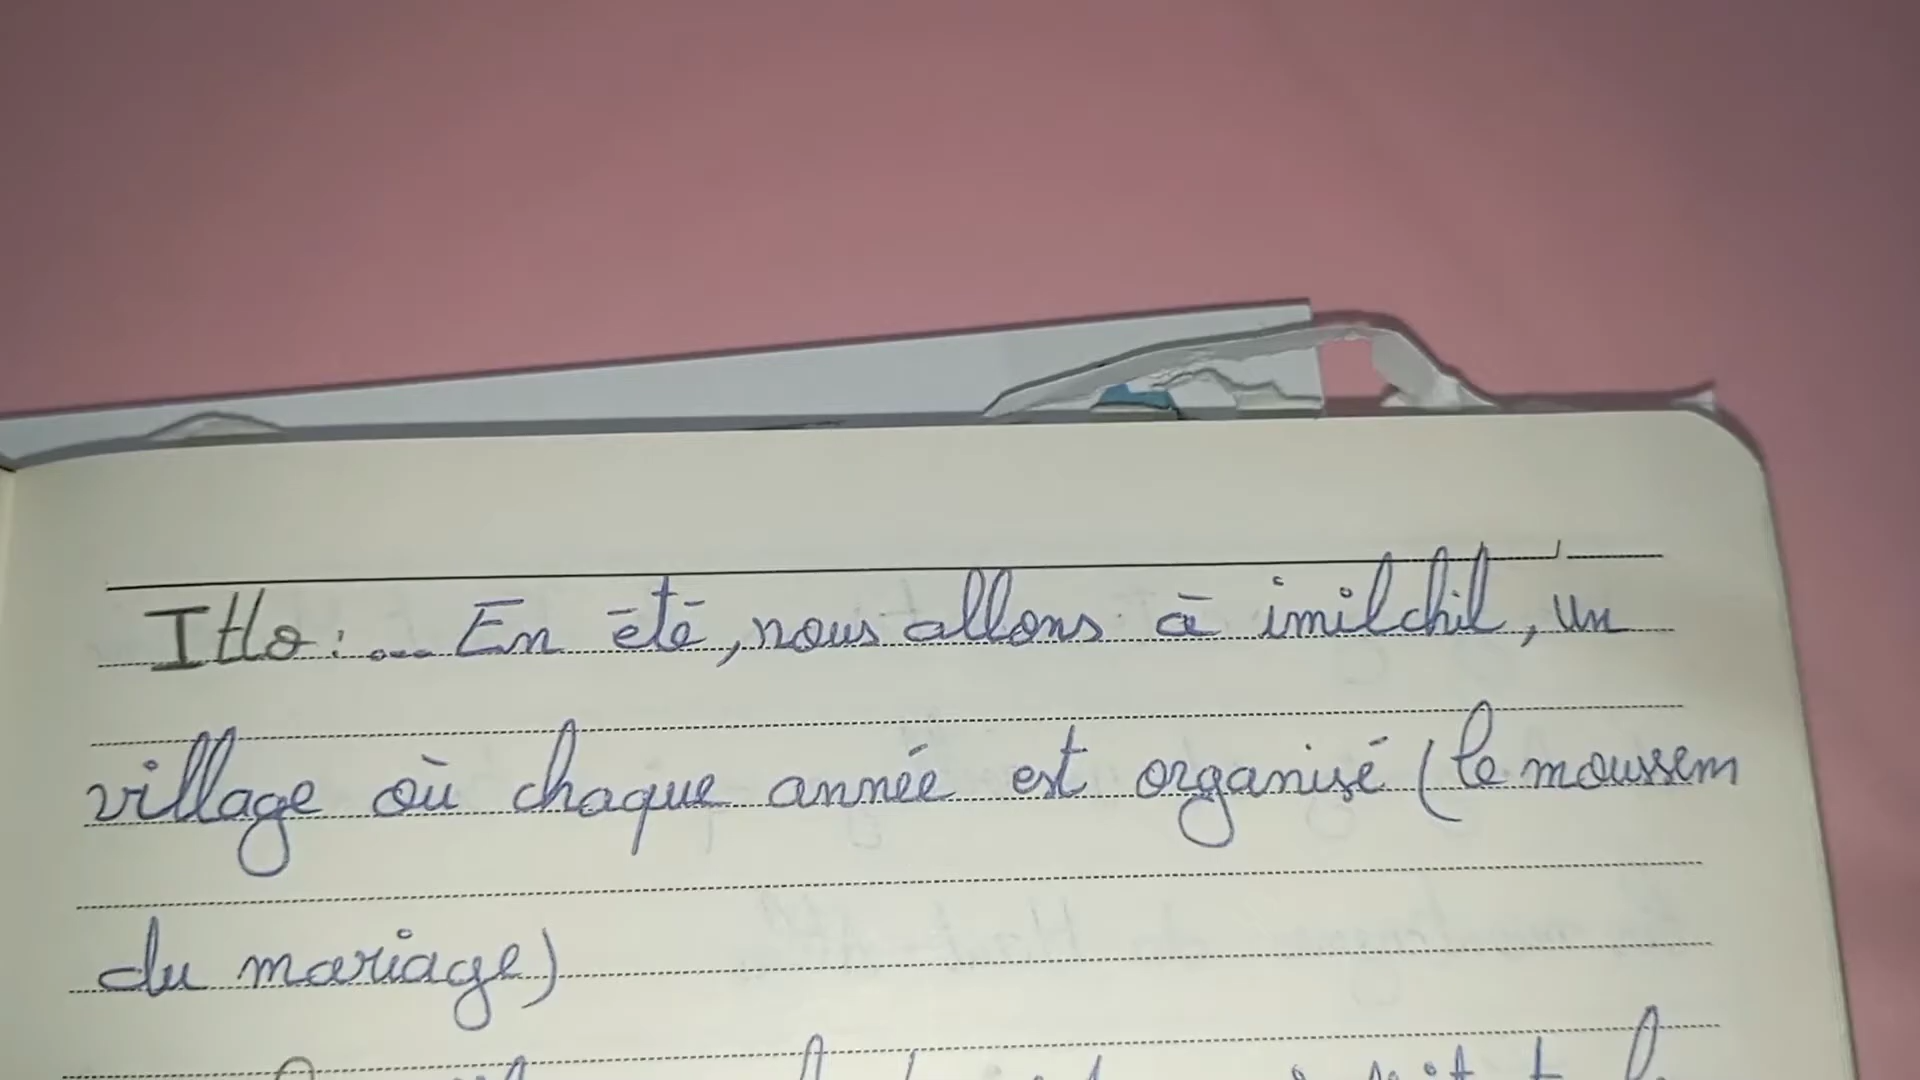 Itto : ... En été, nous allons à imilchil, un
village où chaque année est organisé (le moussem
du mariage)